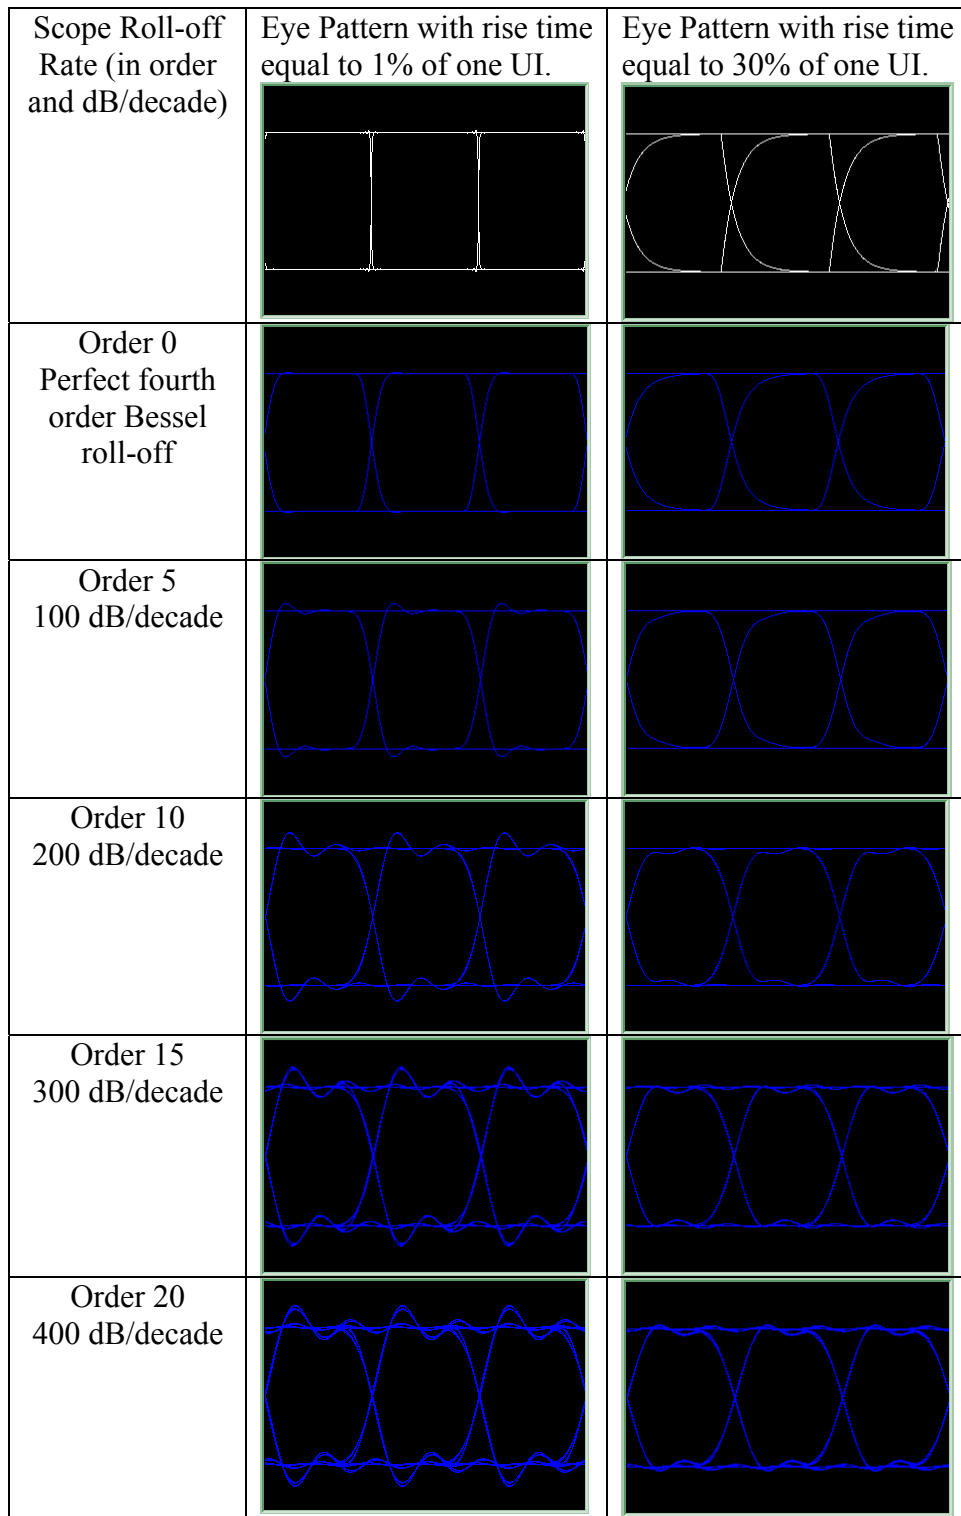 Scope Roll-off
Rate (in order
and dB/decade)
Eye Pattern with rise time
equal to 1% of one UI.
Eye Pattern with rise time
equal to 30% of one UI.
Order 0
Perfect fourth
order Bessel
roll-off
Order 5
100 dB/decade
Order 10
200 dB/decade
Order 15
300 dB/decade
Order 20
400 dB/decade